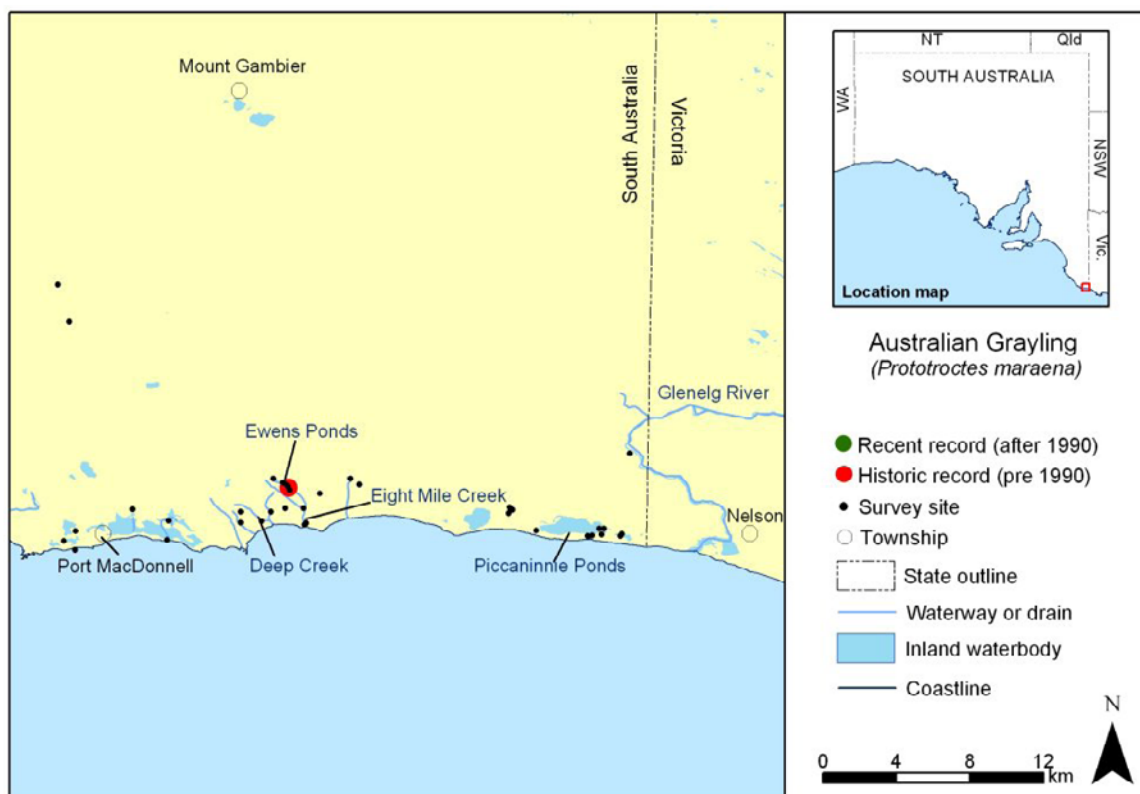 Mount Gambier
South Australia
Victoria
Glenelg River
Ewens Ponds
Eight Mile Creek
Nelson
Port MacDonnell
Deep Creek
Piccaninnie Ponds
NT
Qld
SOUTH AUSTRALIA
WA
NSW
Vic.
Location map
Australian Grayling
(Prototroctes maraena)
Recent record (after 1990)
Historic record (pre 1990)
Survey site
Township
State outline
Waterway or drain
Inland waterbody
Coastline
N
0 4 8 12
km